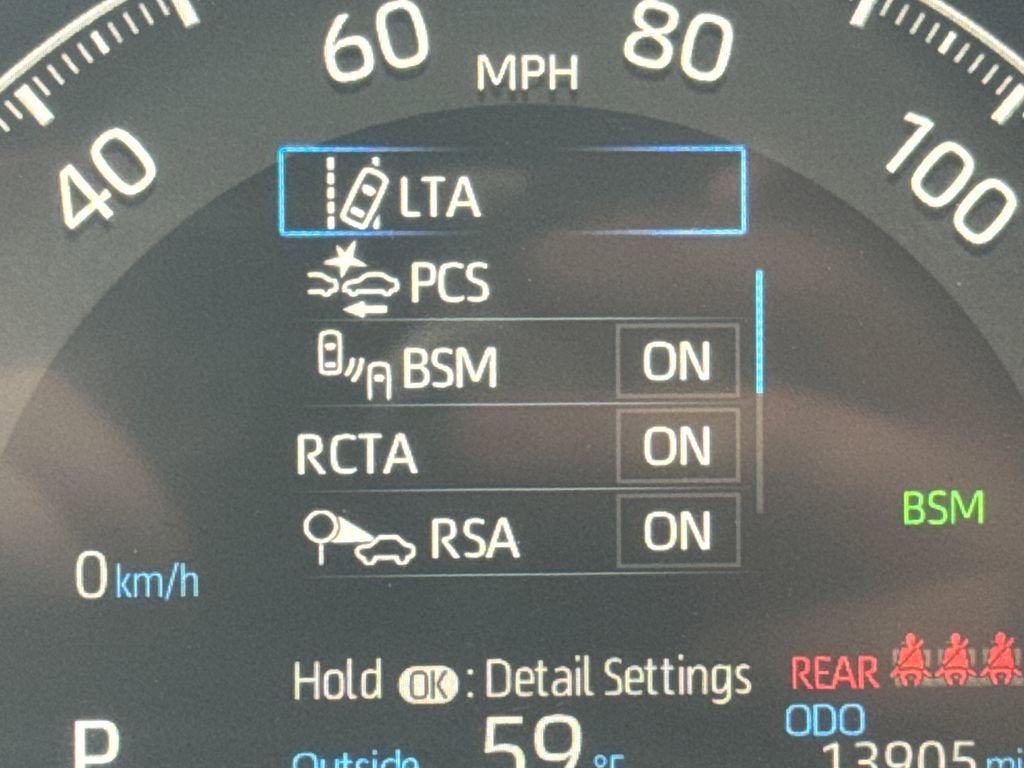 60
80
MPH
40
100
LTA
PCS
BSM ON
RCTA ON
BSM
RSA ON
0 km/h
Hold OK : Detail Settings
REAR
ODO
P
Outside 59 °F
13905 mi